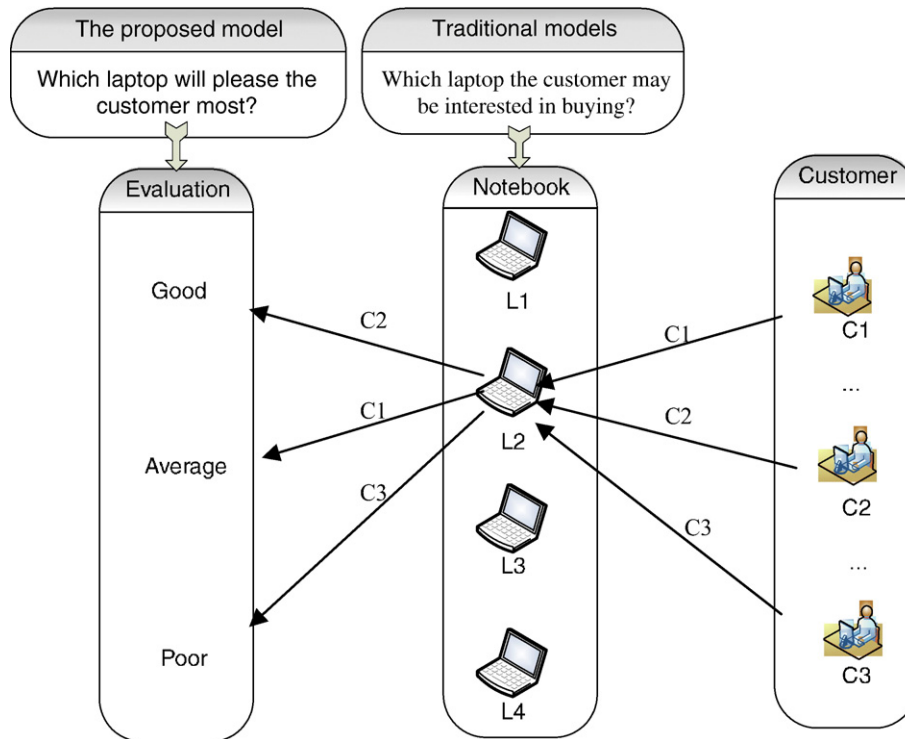 The proposed model
Which laptop will please the
customer most?
Traditional models
Which laptop the customer may
be interested in buying?
Evaluation
Good
Average
Poor
C2
C1
C3
Notebook
L1
L2
L3
L4
C1
C2
C3
Customer
C1
...
C2
...
C3